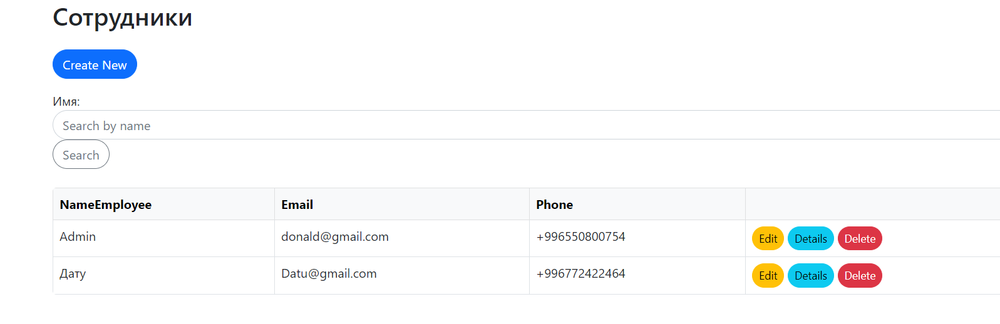 Сотрудники
Create New
Имя:
Search by name
Search
NameEmployee Email Phone
Admin donald@gmail.com +996550800754 Edit Details Delete
Дату Datu@gmail.com +996772422464 Edit Details Delete